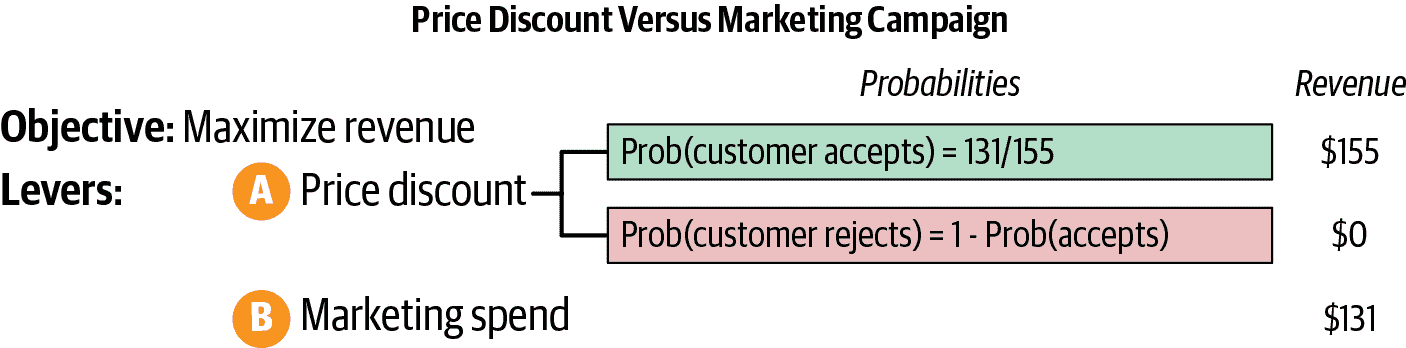 Price Discount Versus Marketing Campaign
Probabilities Revenue
Objective: Maximize revenue
Prob(customer accepts) = 131/155 $155
Levers: A Price discount
Prob(customer rejects) = 1 - Prob(accepts) $0
B Marketing spend $131